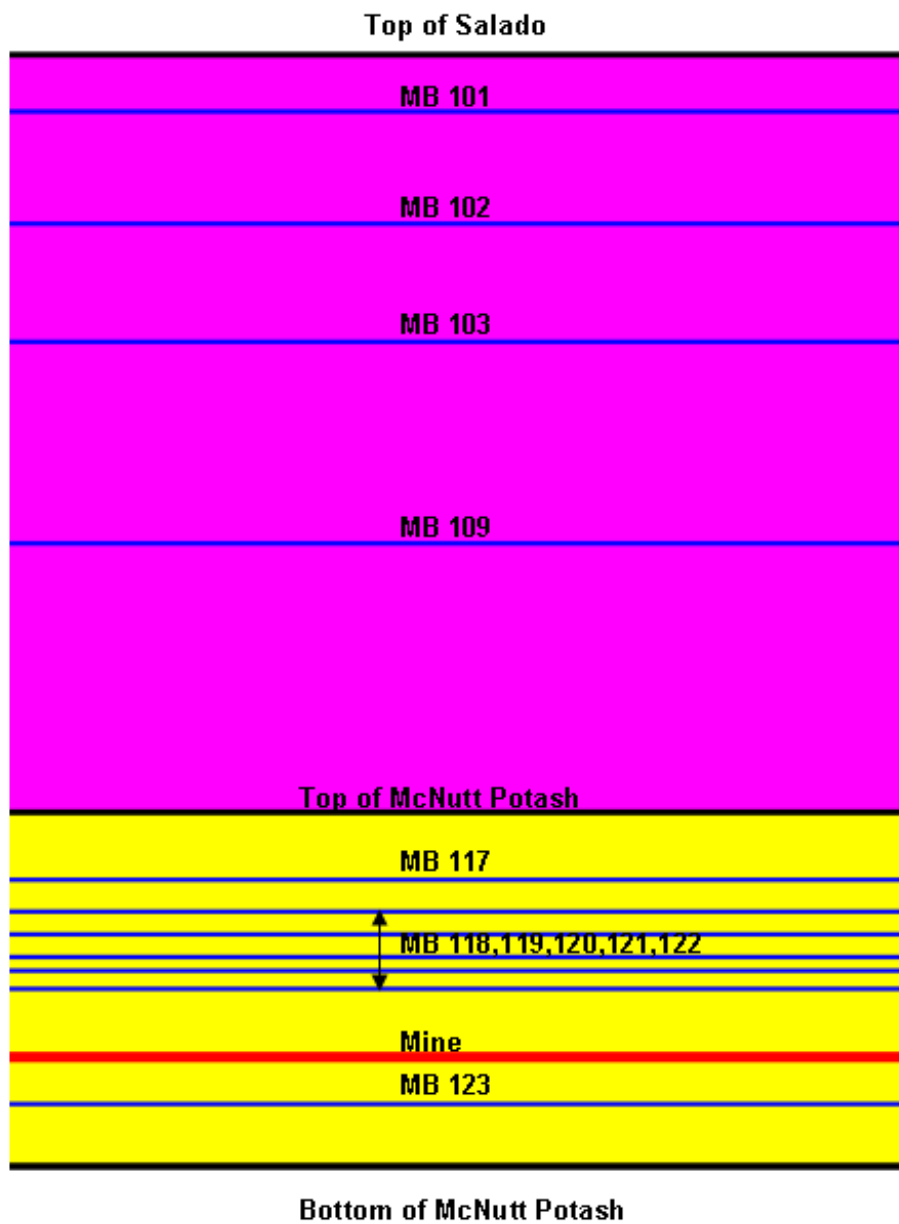 Top of Salado
MB 101
MB 102
MB 103
MB 109
Top of McNutt Potash
MB 117
MB 118,119,120,121,122
Mine
MB 123
Bottom of McNutt Potash